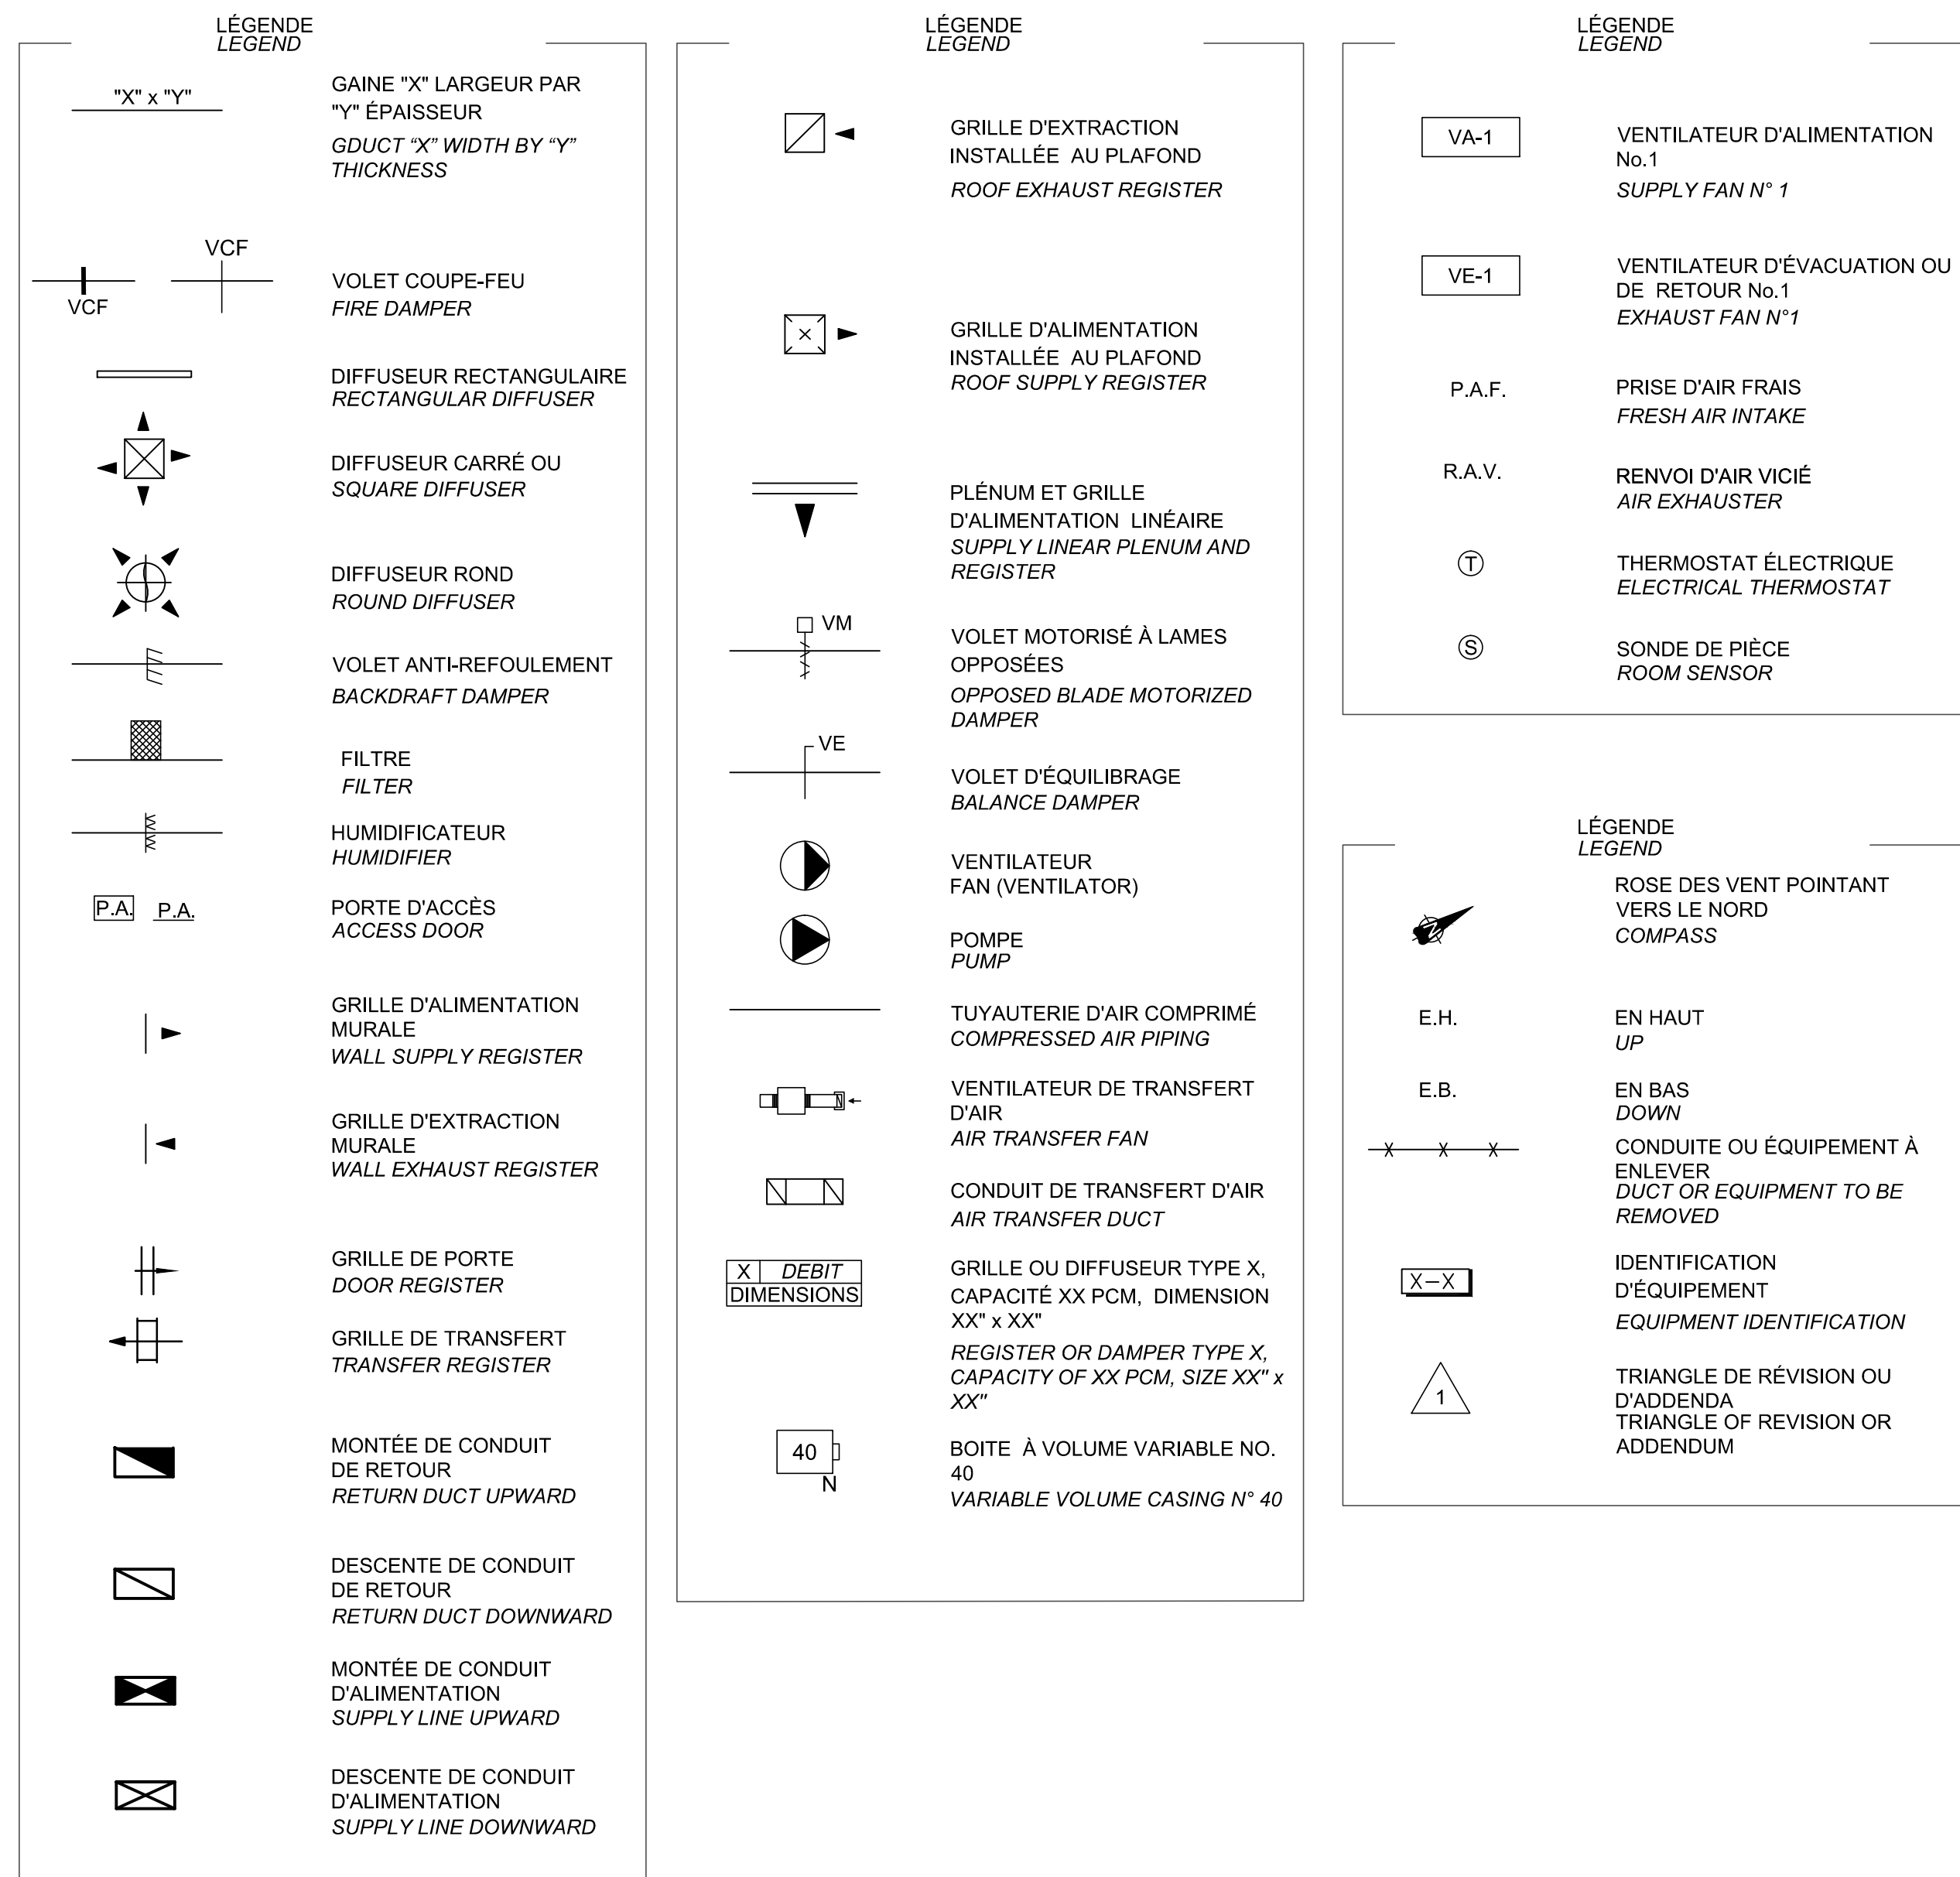 LÉGENDE
LEGEND
"X" x "Y"
GAINE "X" LARGEUR PAR
"Y" ÉPAISSEUR
GDUCT “X” WIDTH BY “Y”
THICKNESS
VCF
VCF
VOLET COUPE-FEU
FIRE DAMPER
DIFFUSEUR RECTANGULAIRE
RECTANGULAR DIFFUSER
DIFFUSEUR CARRÉ OU
SQUARE DIFFUSER
DIFFUSEUR ROND
ROUND DIFFUSER
VOLET ANTI-REFOULEMENT
BACKDRAFT DAMPER
FILTRE
FILTER
HUMIDIFICATEUR
HUMIDIFIER
P.A. P.A.
PORTE D'ACCÈS
ACCESS DOOR
GRILLE D'ALIMENTATION
MURALE
WALL SUPPLY REGISTER
GRILLE D'EXTRACTION
MURALE
WALL EXHAUST REGISTER
GRILLE DE PORTE
DOOR REGISTER
GRILLE DE TRANSFERT
TRANSFER REGISTER
MONTÉE DE CONDUIT
DE RETOUR
RETURN DUCT UPWARD
DESCENTE DE CONDUIT
DE RETOUR
RETURN DUCT DOWNWARD
MONTÉE DE CONDUIT
D'ALIMENTATION
SUPPLY LINE UPWARD
DESCENTE DE CONDUIT
D'ALIMENTATION
SUPPLY LINE DOWNWARD
LÉGENDE
LEGEND
GRILLE D'EXTRACTION
INSTALLÉE AU PLAFOND
ROOF EXHAUST REGISTER
GRILLE D'ALIMENTATION
INSTALLÉE AU PLAFOND
ROOF SUPPLY REGISTER
PLÉNUM ET GRILLE
D'ALIMENTATION LINÉAIRE
SUPPLY LINEAR PLENUM AND
REGISTER
VM
VOLET MOTORISÉ À LAMES
OPPOSÉES
OPPOSED BLADE MOTORIZED
DAMPER
VE
VOLET D'ÉQUILIBRAGE
BALANCE DAMPER
VENTILATEUR
FAN (VENTILATOR)
POMPE
PUMP
TUYAUTERIE D'AIR COMPRIMÉ
COMPRESSED AIR PIPING
VENTILATEUR DE TRANSFERT
D'AIR
AIR TRANSFER FAN
CONDUIT DE TRANSFERT D'AIR
AIR TRANSFER DUCT
X DEBIT
DIMENSIONS
GRILLE OU DIFFUSEUR TYPE X,
CAPACITÉ XX PCM, DIMENSION
XX" x XX"
REGISTER OR DAMPER TYPE X,
CAPACITY OF XX PCM, SIZE XX" x
XX"
40
N
BOITE À VOLUME VARIABLE NO.
40
VARIABLE VOLUME CASING N° 40
LÉGENDE
LEGEND
VA-1
VENTILATEUR D'ALIMENTATION
No.1
SUPPLY FAN N° 1
VE-1
VENTILATEUR D'ÉVACUATION OU
DE RETOUR No.1
EXHAUST FAN N°1
P.A.F.
PRISE D'AIR FRAIS
FRESH AIR INTAKE
R.A.V.
RENVOI D'AIR VICIÉ
AIR EXHAUSTER
T
THERMOSTAT ÉLECTRIQUE
ELECTRICAL THERMOSTAT
S
SONDE DE PIÈCE
ROOM SENSOR
LÉGENDE
LEGEND
N
ROSE DES VENT POINTANT
VERS LE NORD
COMPASS
E.H.
EN HAUT
UP
E.B.
EN BAS
DOWN
X X X
CONDUITE OU ÉQUIPEMENT À
ENLEVER
DUCT OR EQUIPMENT TO BE
REMOVED
X-X
IDENTIFICATION
D'ÉQUIPEMENT
EQUIPMENT IDENTIFICATION
1
TRIANGLE DE RÉVISION OU
D'ADDENDA
TRIANGLE OF REVISION OR
ADDENDUM